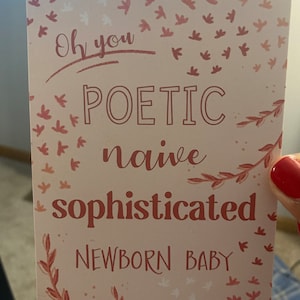 Oh you
POETIC
naive
sophisticated
NEWBORN BABY